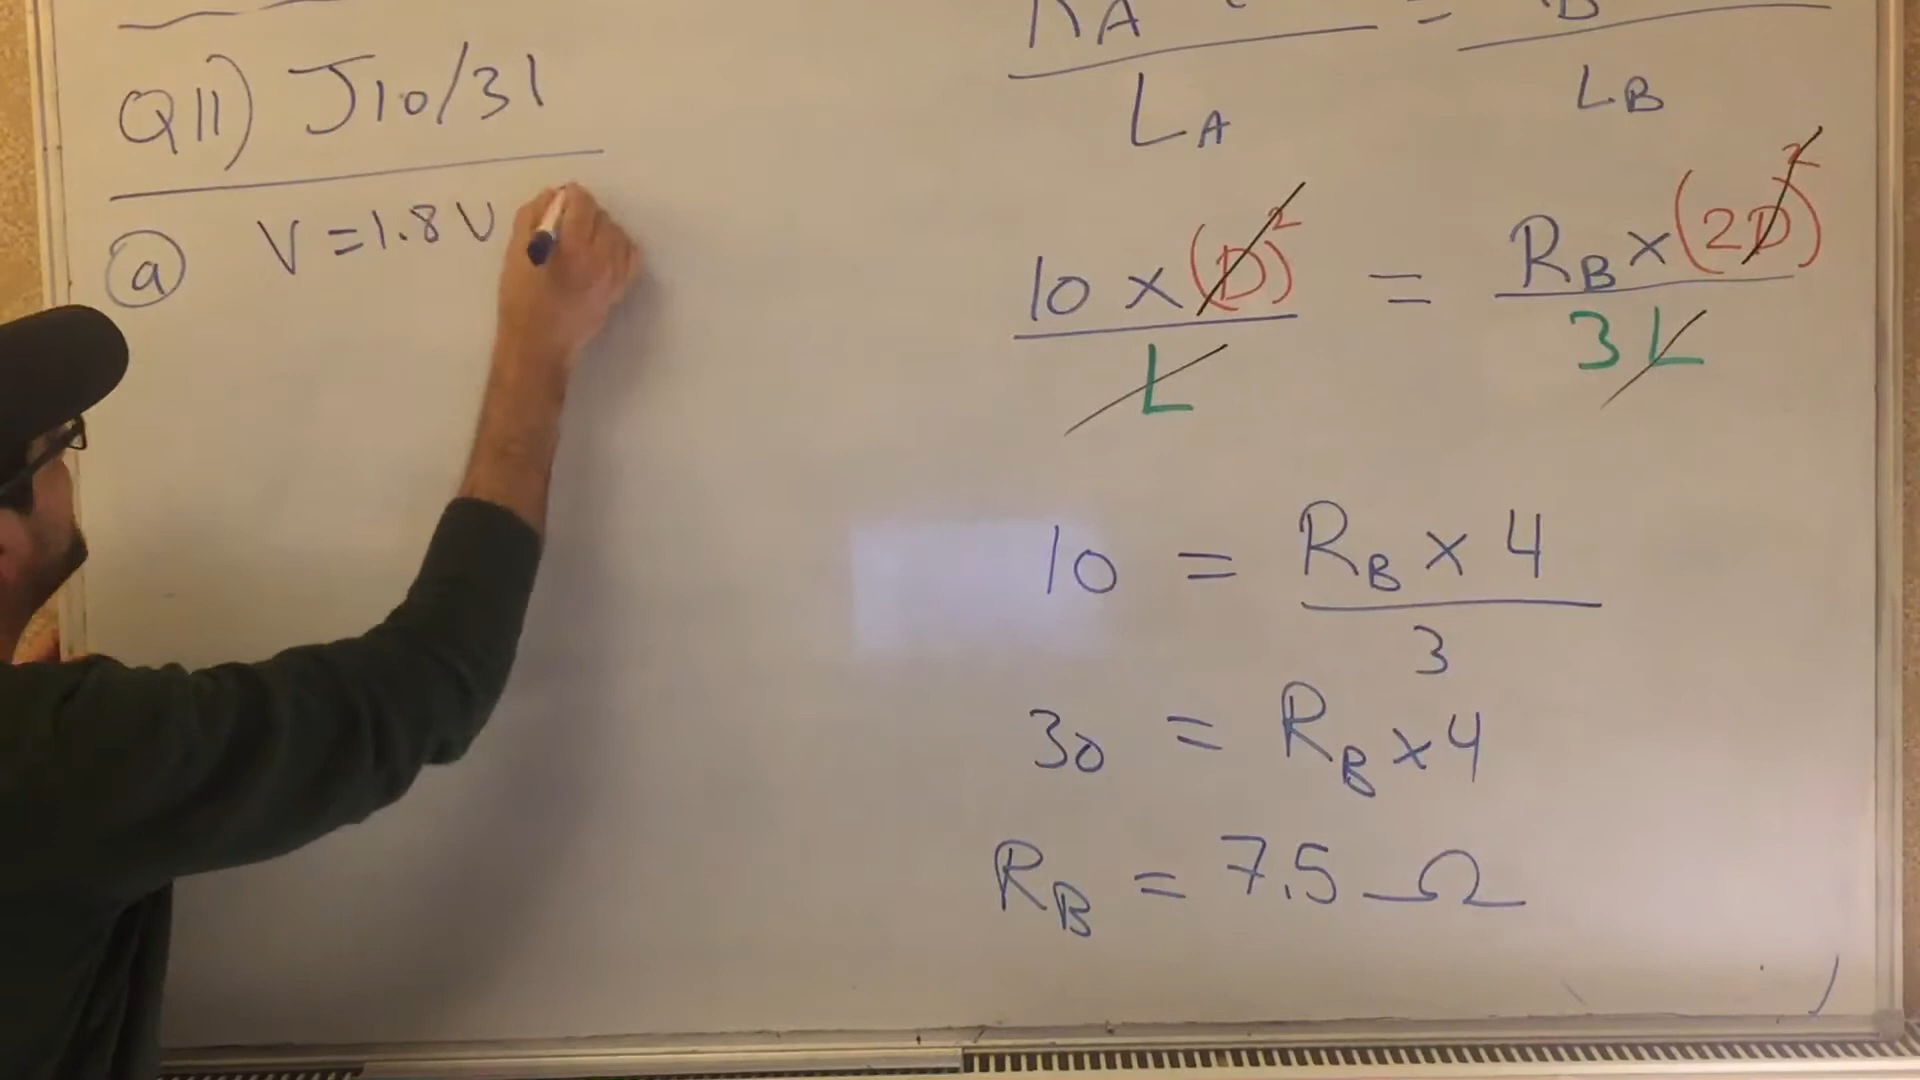 Q11) J10/31
(a) V = 1.8 V
A =
L_A L_B
10 × (D)² / L = R_B × (2D)² / 3L
10 = R_B × 4 / 3
30 = R_B × 4
R_B = 7.5 Ω